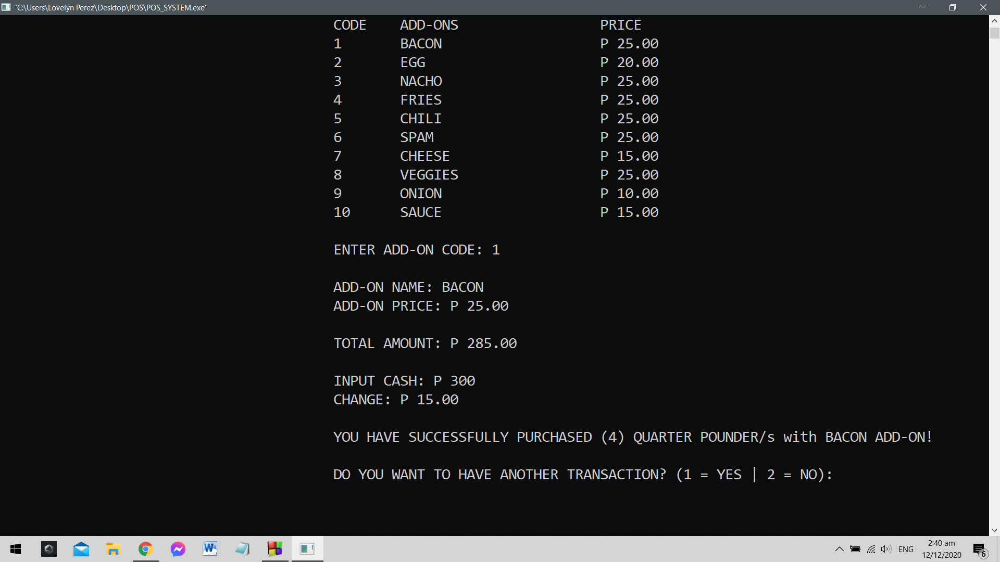 "C:\Users\Lovelyn Perez\Desktop\POS\POS_SYSTEM.exe"
CODE ADD-ONS PRICE
1 BACON P 25.00
2 EGG P 20.00
3 NACHO P 25.00
4 FRIES P 25.00
5 CHILI P 25.00
6 SPAM P 25.00
7 CHEESE P 15.00
8 VEGGIES P 25.00
9 ONION P 10.00
10 SAUCE P 15.00
ENTER ADD-ON CODE: 1
ADD-ON NAME: BACON
ADD-ON PRICE: P 25.00
TOTAL AMOUNT: P 285.00
INPUT CASH: P 300
CHANGE: P 15.00
YOU HAVE SUCCESSFULLY PURCHASED (4) QUARTER POUNDER/s with BACON ADD-ON!
DO YOU WANT TO HAVE ANOTHER TRANSACTION? (1 = YES | 2 = NO):
W
ENG
2:40 am
12/12/2020
6